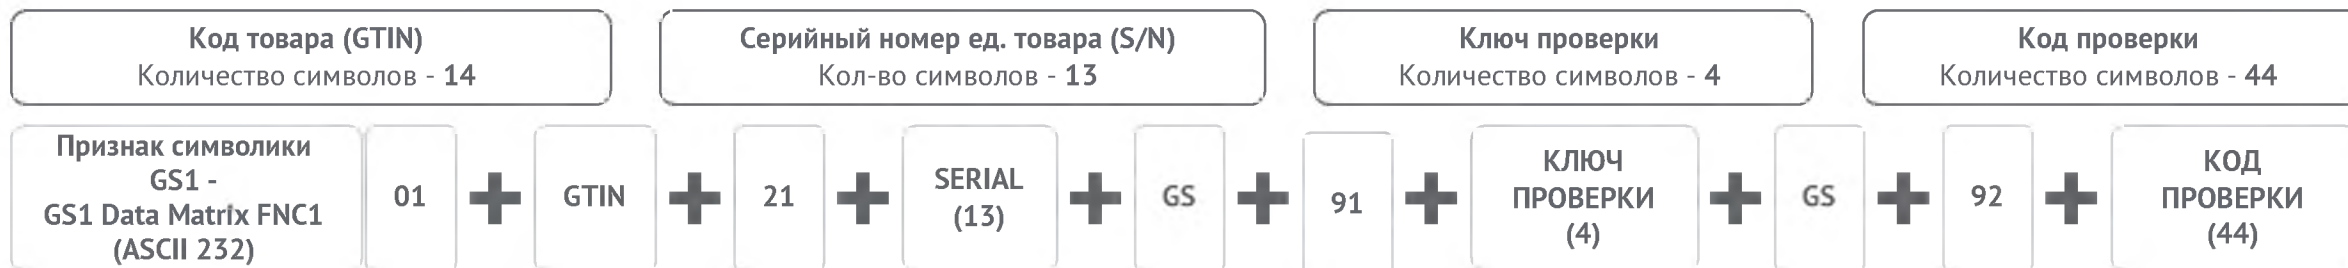 Код товара (GTIN)
Количество символов - 14
Серийный номер ед. товара (S/N)
Кол-во символов - 13
Ключ проверки
Количество символов - 4
Код проверки
Количество символов - 44
Признак символики
GS1 -
GS1 Data Matrix FNC1
(ASCII 232)
01
+
GTIN
+
21
+
SERIAL
(13)
+
GS
+
91
+
КЛЮЧ
ПРОВЕРКИ
(4)
+
GS
+
92
+
КОД
ПРОВЕРКИ
(44)